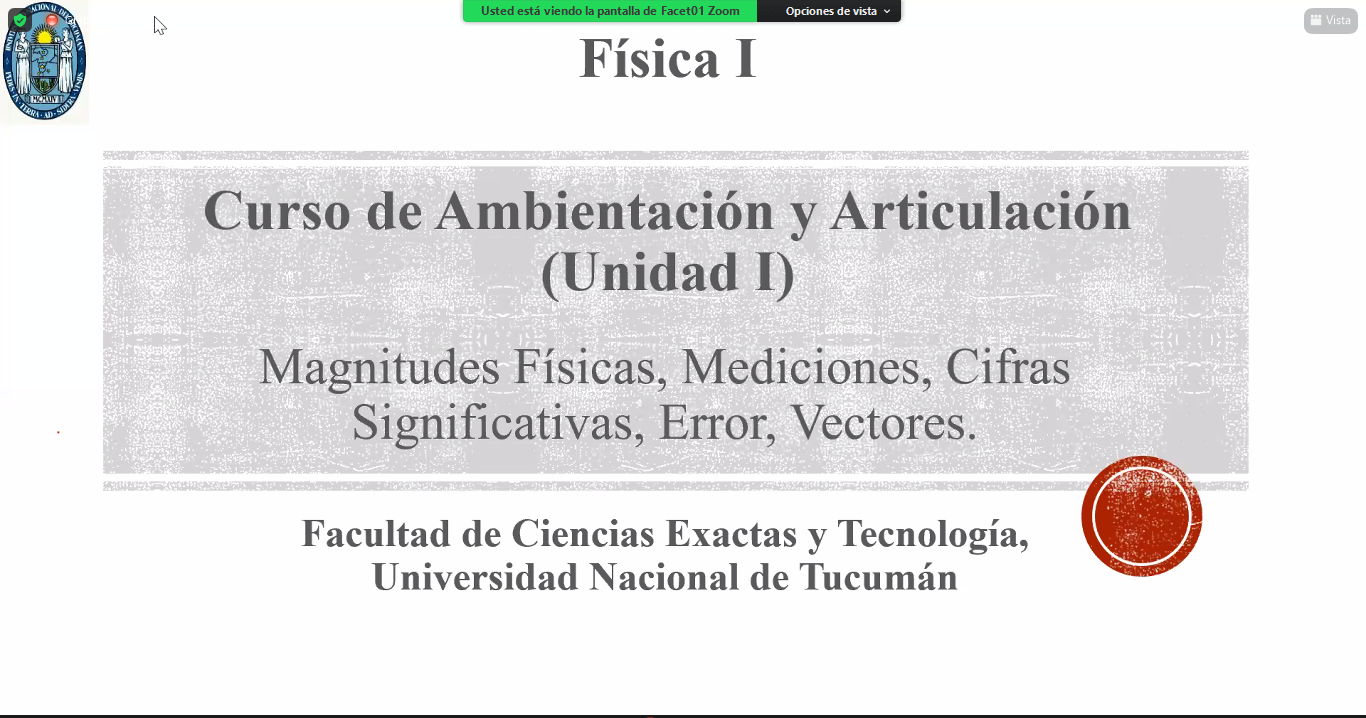 Usted está viendo la pantalla de Facet01 Zoom
Opciones de vista
Vista
Física I
Curso de Ambientación y Articulación
(Unidad I)
Magnitudes Físicas, Mediciones, Cifras
Significativas, Error, Vectores.
Facultad de Ciencias Exactas y Tecnología,
Universidad Nacional de Tucumán